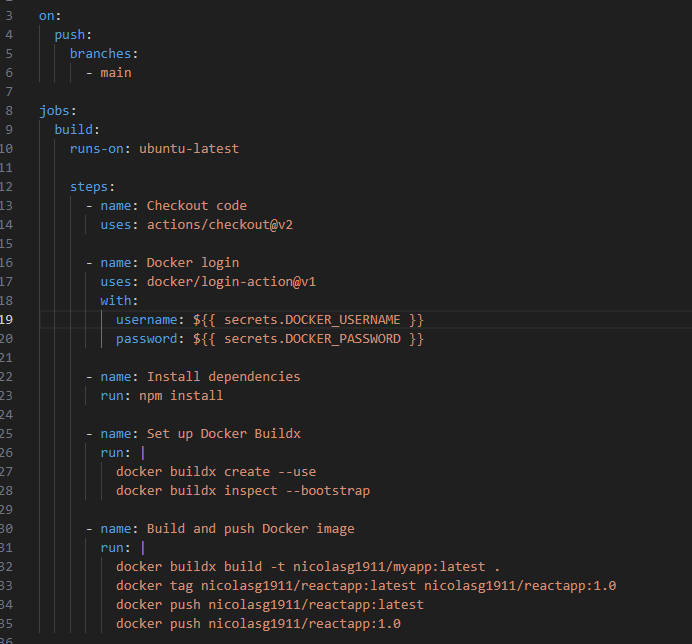 3 on:
4 push:
5 branches:
6 - main
7
8 jobs:
9 build:
10 runs-on: ubuntu-latest
11
12 steps:
13 - name: Checkout code
14 uses: actions/checkout@v2
15
16 - name: Docker login
17 uses: docker/login-action@v1
18 with:
19 username: ${{ secrets.DOCKER_USERNAME }}
20 password: ${{ secrets.DOCKER_PASSWORD }}
21
22 - name: Install dependencies
23 run: npm install
24
25 - name: Set up Docker Buildx
26 run: |
27 docker buildx create --use
28 docker buildx inspect --bootstrap
29
30 - name: Build and push Docker image
31 run: |
32 docker buildx build -t nicolasg1911/myapp:latest .
33 docker tag nicolasg1911/reactapp:latest nicolasg1911/reactapp:1.0
34 docker push nicolasg1911/reactapp:latest
35 docker push nicolasg1911/reactapp:1.0